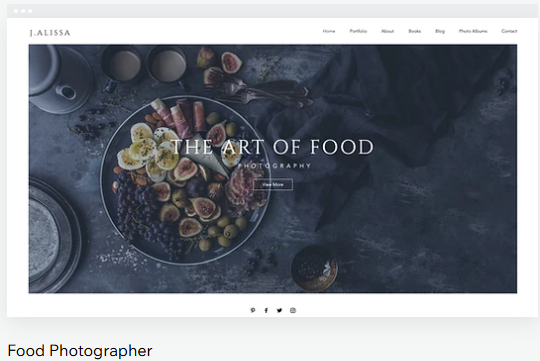 J.ALISSA
Home Portfolio About Books Blog Photo Albums Contact
THE ART OF FOOD
PHOTOGRAPHY
View More
Food Photographer